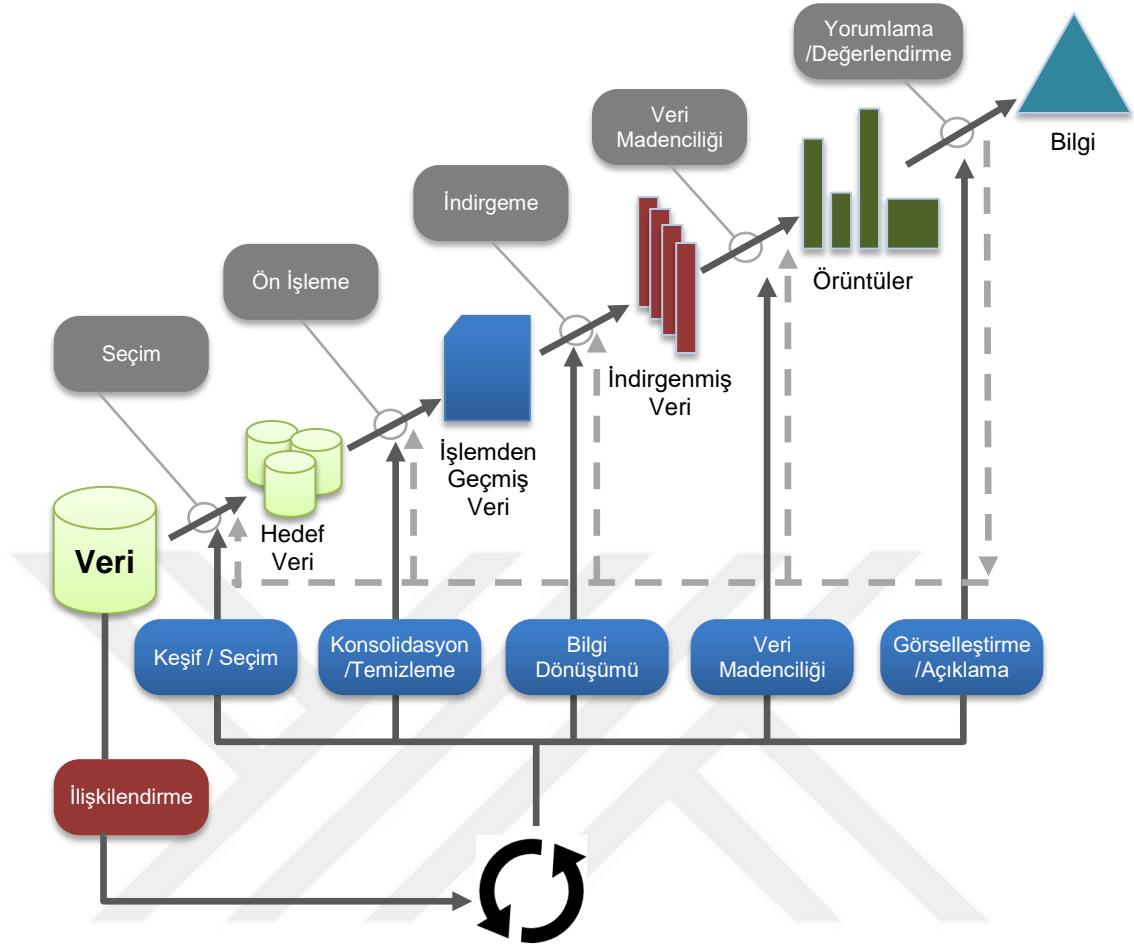 Yorumlama
/Değerlendirme
Bilgi
Veri
Madenciliği
Örüntüler
İndirgeme
İndirgenmiş
Veri
Ön İşleme
İşlemden
Geçmiş
Veri
Seçim
Hedef
Veri
Veri
Keşif / Seçim
Konsolidasyon
/Temizleme
Bilgi
Dönüşümü
Veri
Madenciliği
Görselleştirme
/Açıklama
İlişkilendirme